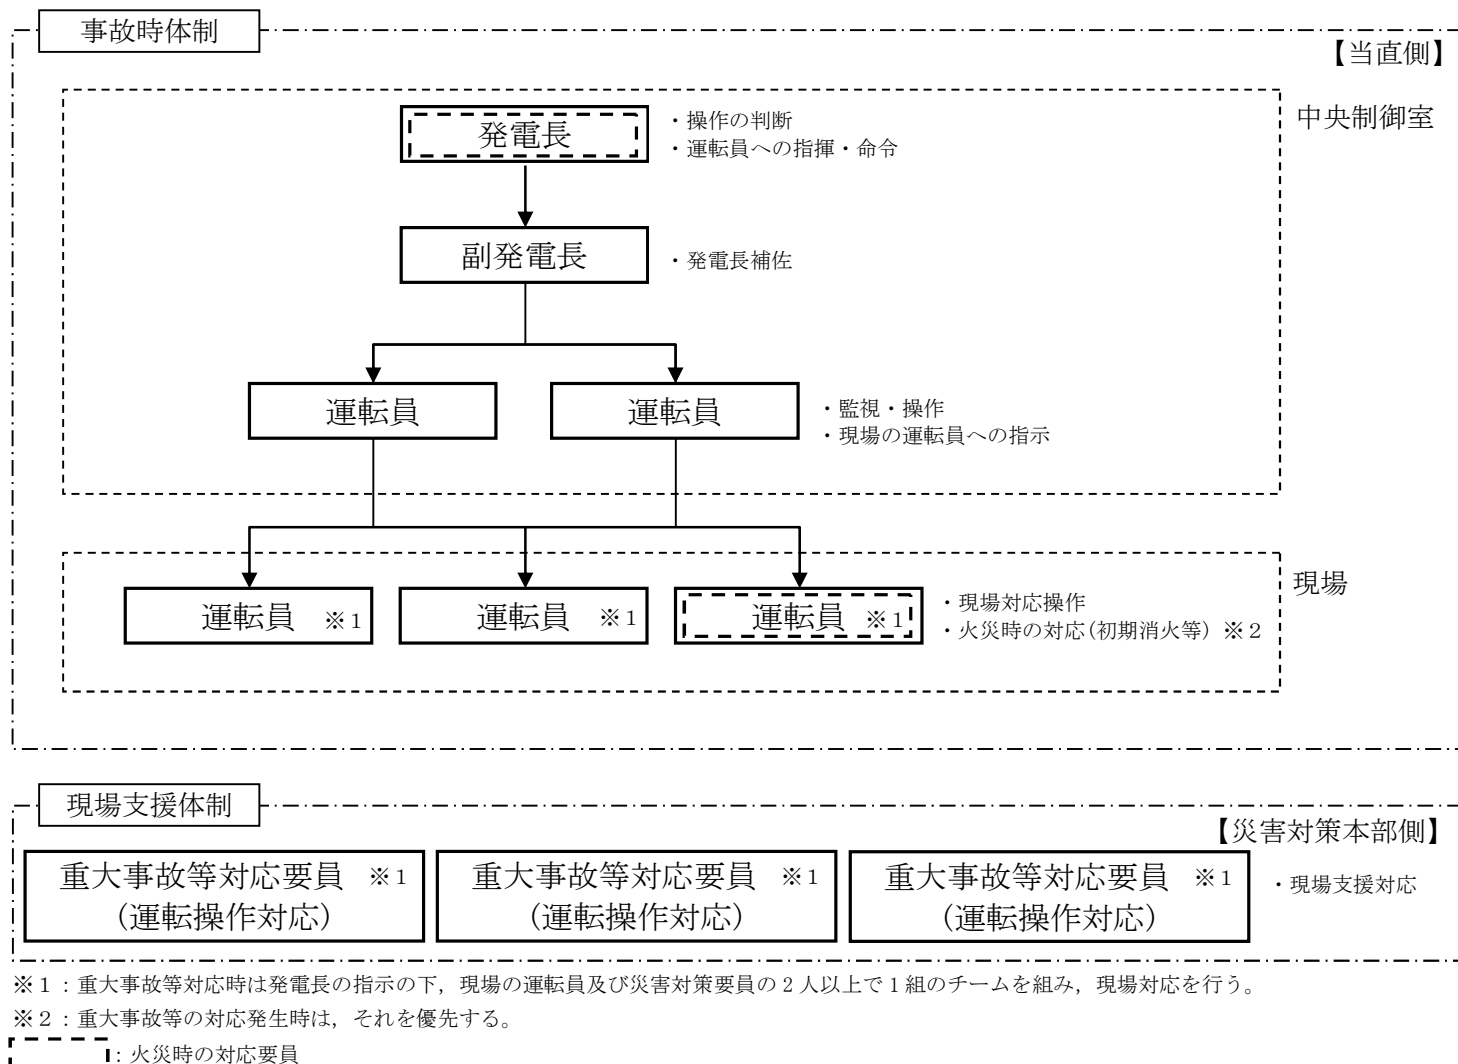 事故時体制
【当直側】
中央制御室
発電長
・操作の判断
・運転員への指揮・命令
副発電長
・発電長補佐
運転員
運転員
・監視・操作
・現場の運転員への指示
現場
運転員 ※1
運転員 ※1
運転員 ※1
・現場対応操作
・火災時の対応(初期消火等) ※2
現場支援体制
【災害対策本部側】
重大事故等対応要員 ※1
(運転操作対応)
重大事故等対応要員 ※1
(運転操作対応)
重大事故等対応要員 ※1
(運転操作対応)
・現場支援対応
※1:重大事故等対応時は発電長の指示の下，現場の運転員及び災害対策要員の2人以上で1組のチームを組み，現場対応を行う。
※2:重大事故等の対応発生時は，それを優先する。
:火災時の対応要員